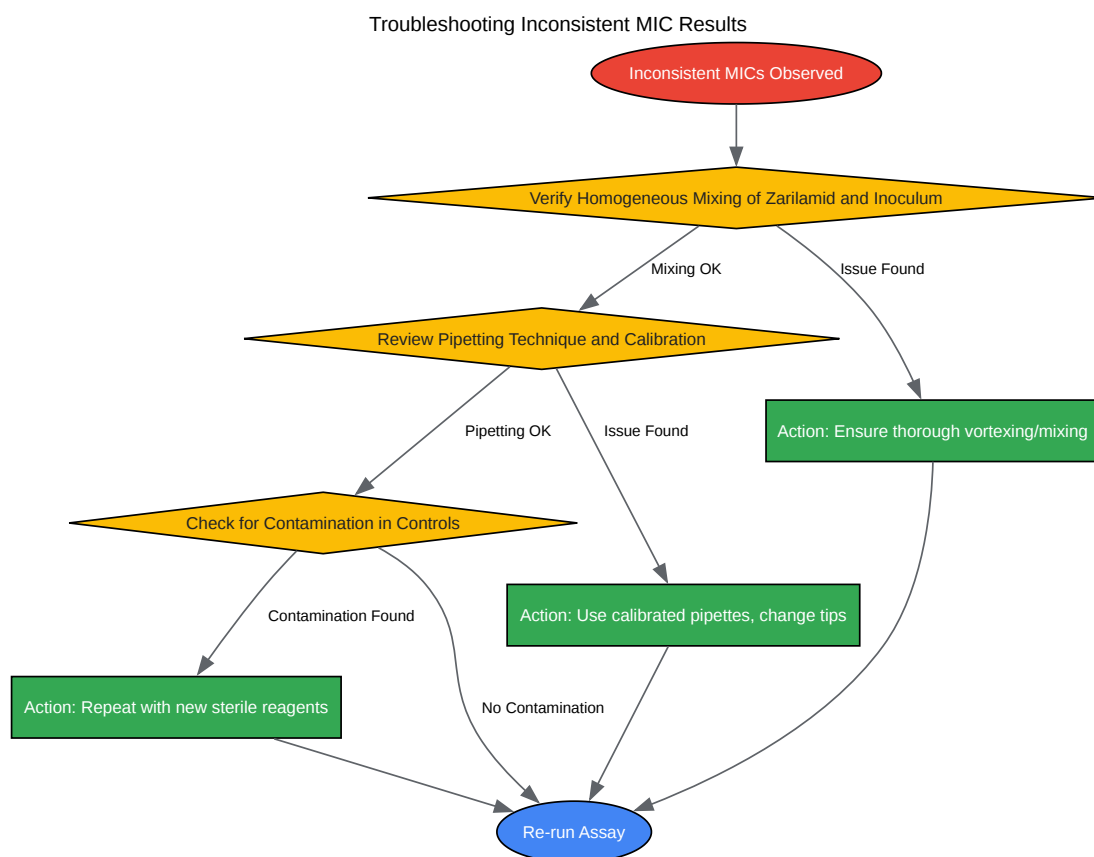 Troubleshooting Inconsistent MIC Results
Inconsistent MICs Observed
Verify Homogeneous Mixing of Zarilamid and Inoculum
Mixing OK
Issue Found
Review Pipetting Technique and Calibration
Action: Ensure thorough vortexing/mixing
Pipetting OK
Issue Found
Check for Contamination in Controls
Action: Use calibrated pipettes, change tips
Contamination Found
Action: Repeat with new sterile reagents
No Contamination
Re-run Assay